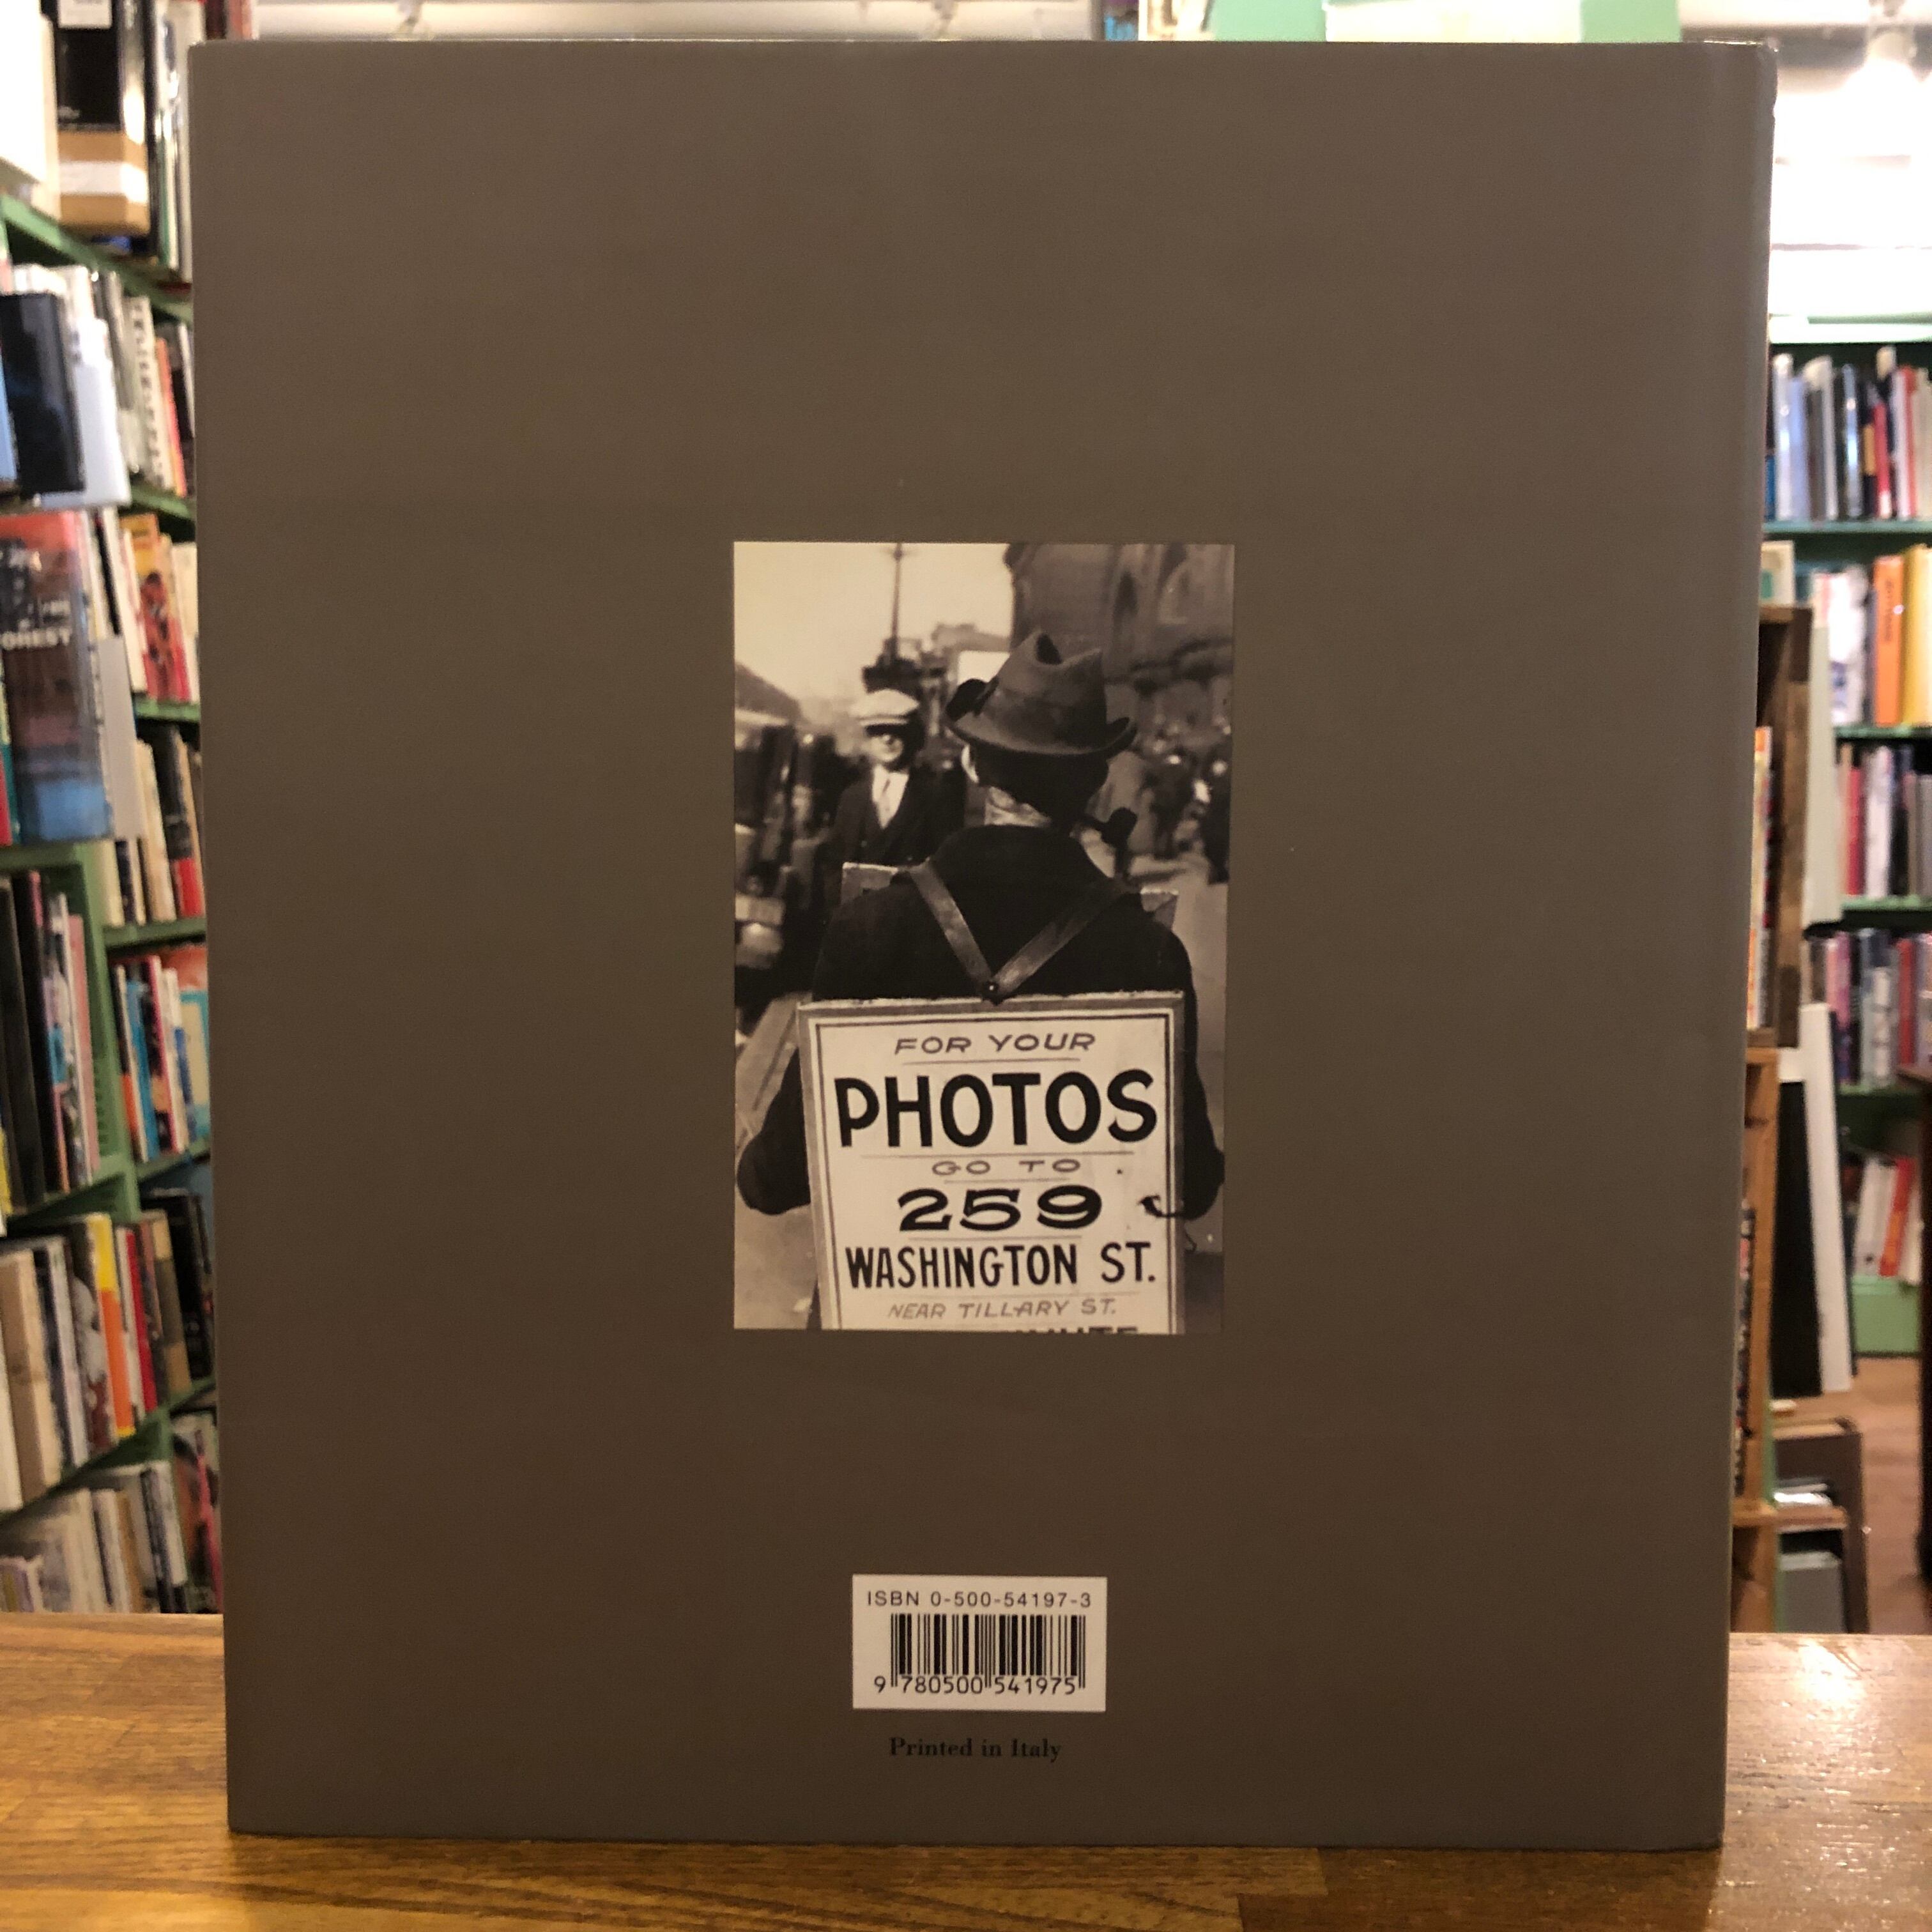 FOREST
FOR YOUR
PHOTOS
GO TO
259
WASHINGTON ST.
NEAR TILLARY ST.
ISBN 0-500-54197-3
9 780500 541975
Printed in Italy